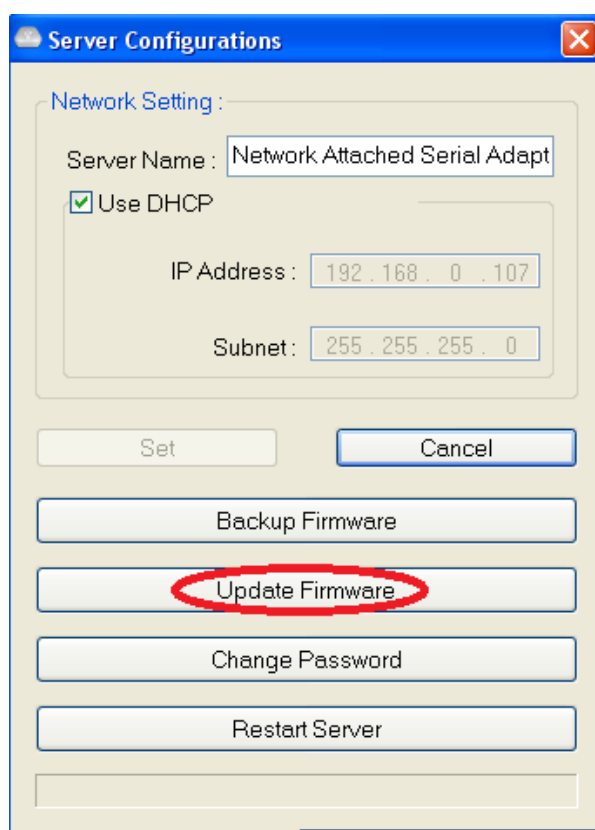 Server Configurations
Network Setting :
Server Name : Network Attached Serial Adapt
Use DHCP
IP Address : 192 . 168 . 0 . 107
Subnet : 255 . 255 . 255 . 0
Set Cancel
Backup Firmware
Update Firmware
Change Password
Restart Server